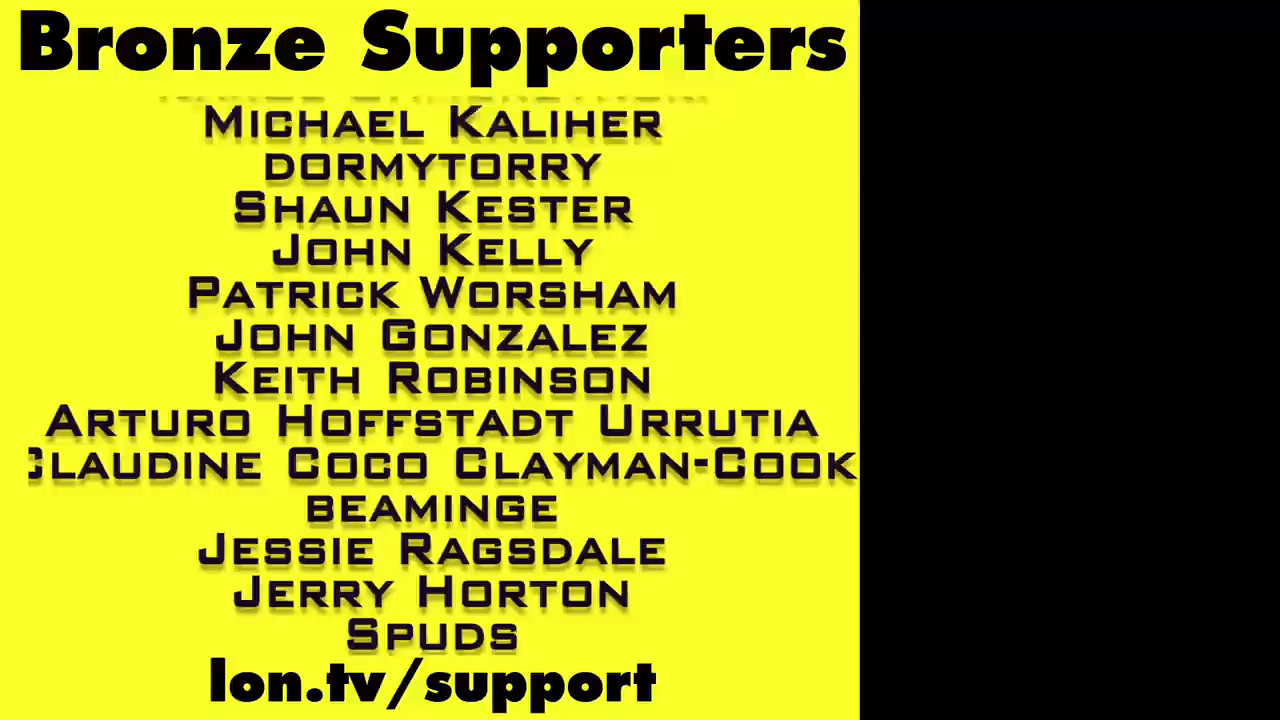 Bronze Supporters
Michael Kaliher
dormytorry
Shaun Kester
John Kelly
Patrick Worsham
John Gonzalez
Keith Robinson
Arturo Hoffstadt Urrutia
Claudine Coco Clayman-Cook
beaminge
Jessie Ragsdale
Jerry Horton
Spuds
lon.tv/support